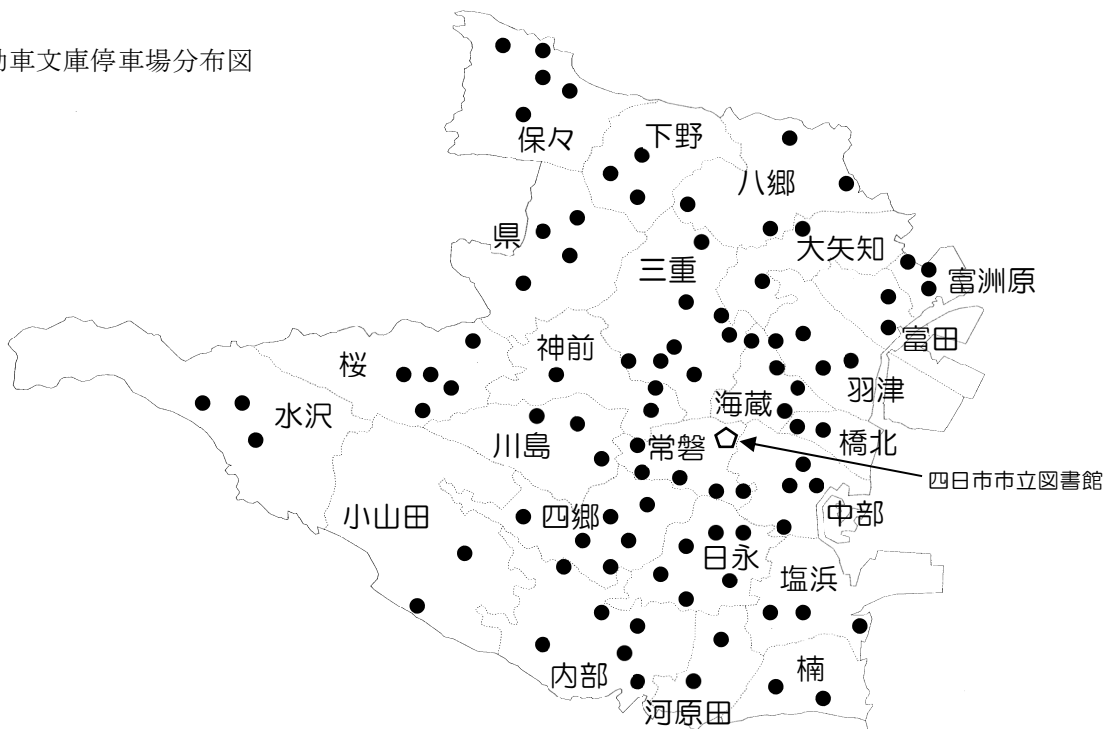 動車文庫停車場分布図
保々
下野
八郷
県
大矢知
三重
富洲原
富田
桜
神前
羽津
水沢
海蔵
川島
常磐
橋北
四日市市立図書館
小山田
四郷
中部
日永
塩浜
内部
楠
河原田